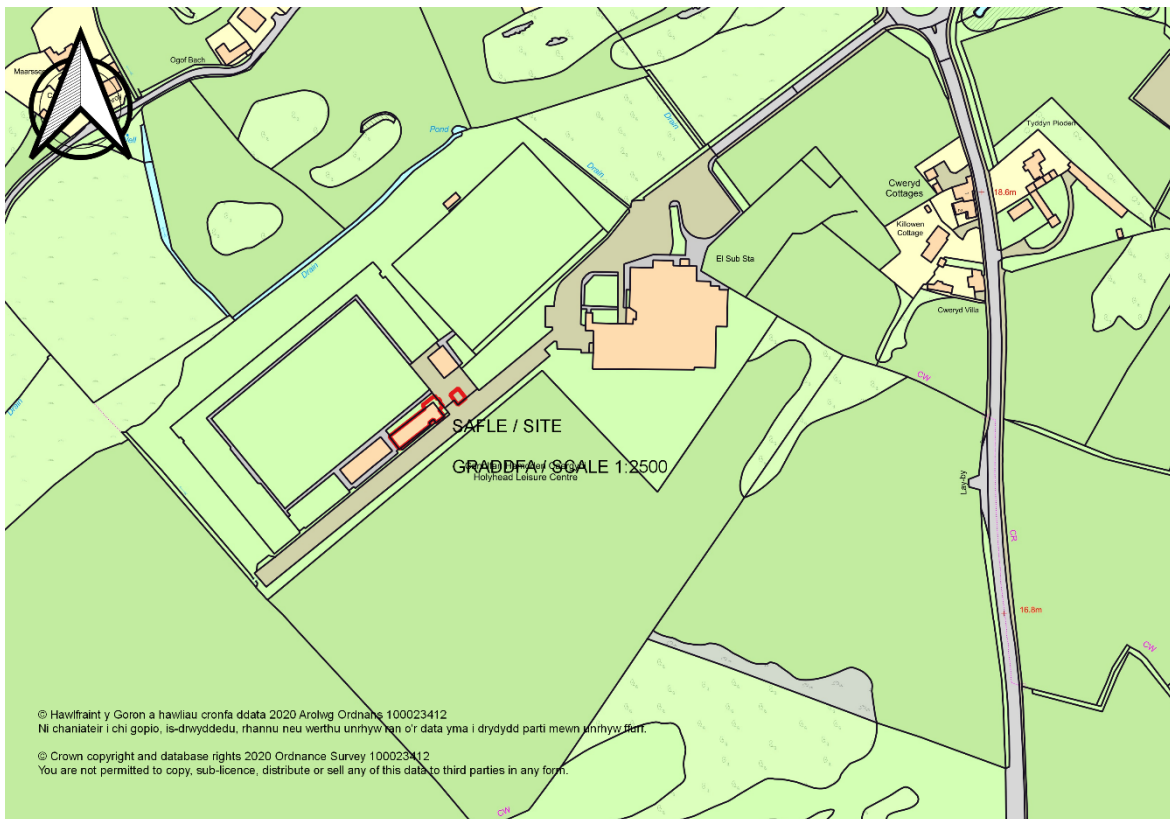 Ogof Bach
Pond
Drain
Drain
Tyddyn Pioden
Cweryd
Cottages
18.6m
Killowen
Cottage
El Sub Sta
Drain
Cweryd Villa
CW
Drain
SAFLE / SITE
GRADDFA / SCALE 1:2500
Holyhead Leisure Centre
Lay-by
CR
16.8m
CW
© Hawlfraint y Goron a hawliau cronfa ddata 2020 Arolwg Ordnans 100023412
Ni chaniateir i chi gopio, is-drwyddedu, rhannu neu werthu unrhyw ran o'r data yma i drydydd parti mewn unrhyw ffurf.
© Crown copyright and database rights 2020 Ordnance Survey 100023412
You are not permitted to copy, sub-licence, distribute or sell any of this data to third parties in any form.
CW